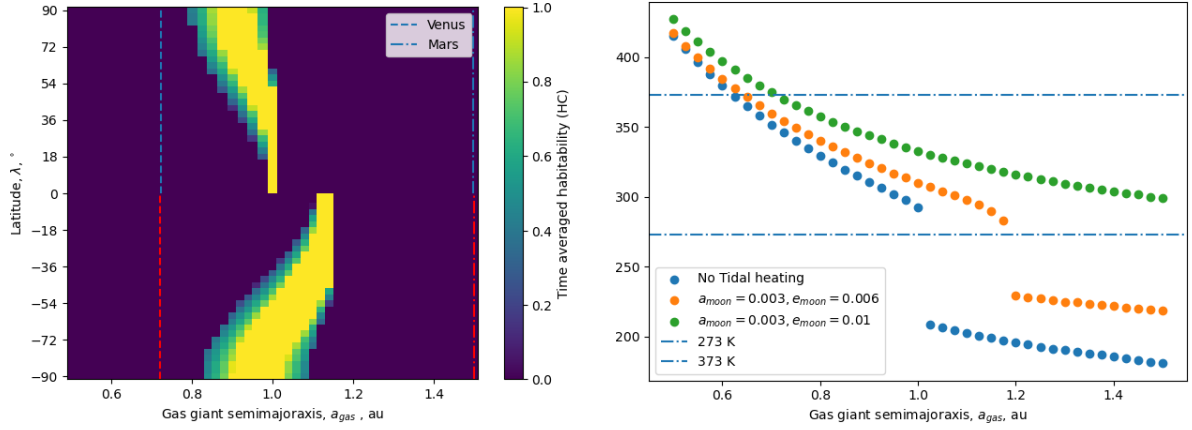 90
72
54
36
18
0
−18
−36
−54
−72
−90
Latitude, λ, °
0.6
0.8
1.0
1.2
1.4
Gas giant semimajoraxis, a_gas , au
Venus
Mars
1.0
0.8
0.6
0.4
0.2
0.0
Time averaged habitability (HC)
400
350
300
250
200
No Tidal heating
a_moon = 0.003, e_moon = 0.006
a_moon = 0.003, e_moon = 0.01
273 K
373 K
0.6
0.8
1.0
1.2
1.4
Gas giant semimajoraxis, a_gas, au